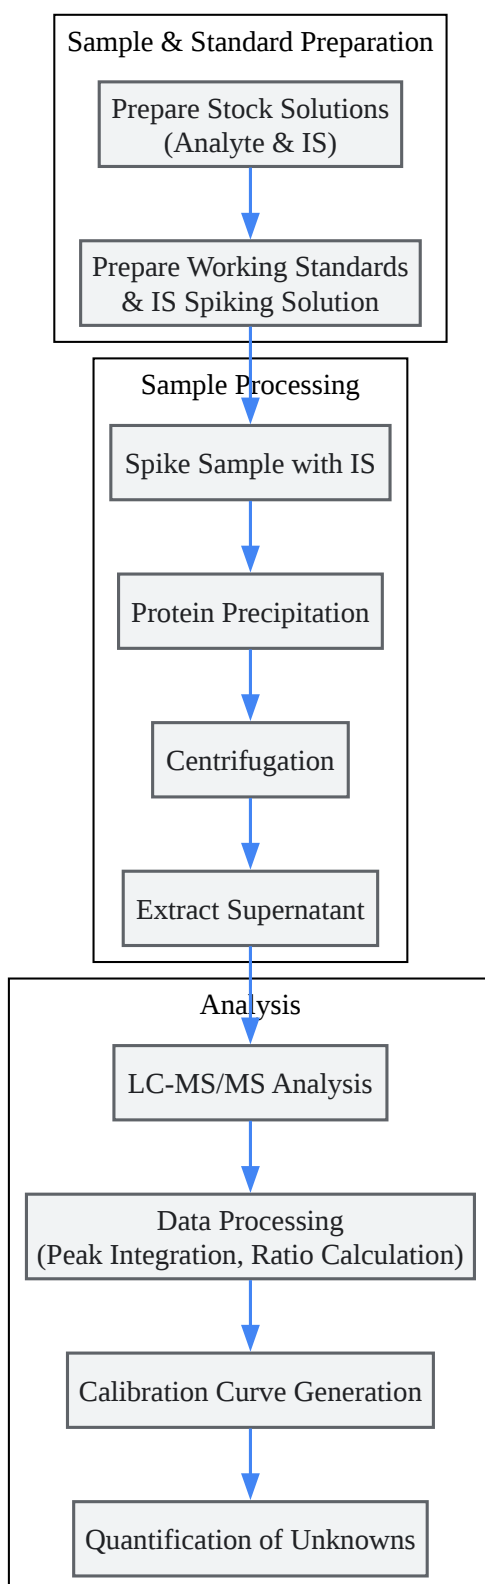 Sample & Standard Preparation
Prepare Stock Solutions
(Analyte & IS)
Prepare Working Standards
& IS Spiking Solution
Sample Processing
Spike Sample with IS
Protein Precipitation
Centrifugation
Extract Supernatant
Analysis
LC-MS/MS Analysis
Data Processing
(Peak Integration, Ratio Calculation)
Calibration Curve Generation
Quantification of Unknowns